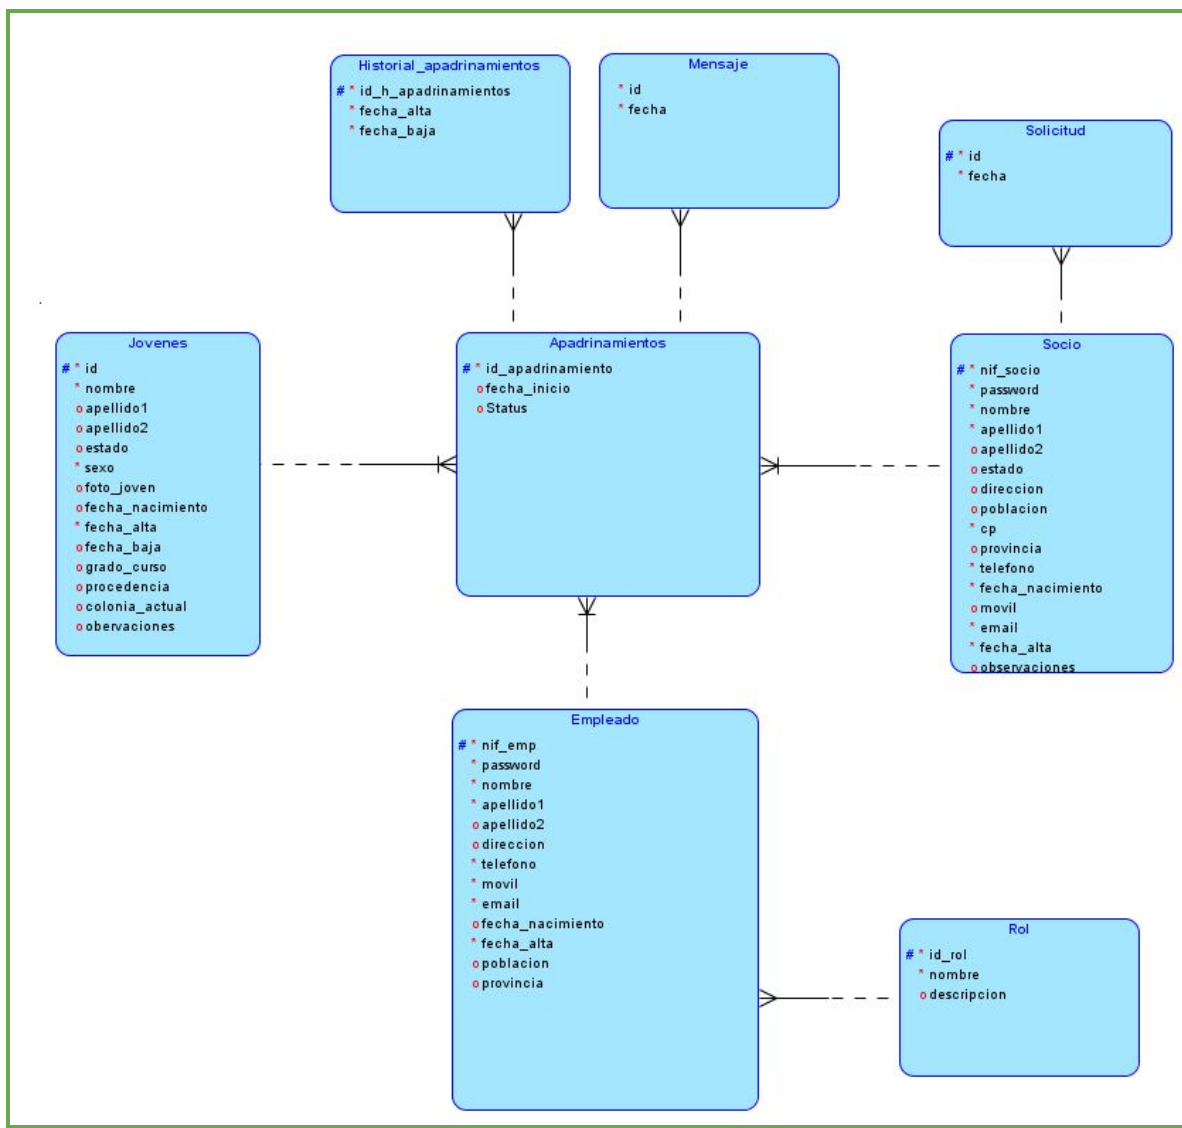 Historial_apadrinamientos
# * id_h_apadrinamientos
* fecha_alta
* fecha_baja
Mensaje
* id
* fecha
Solicitud
# * id
* fecha
Jovenes
# * id
* nombre
o apellido1
o apellido2
o estado
* sexo
o foto_joven
o fecha_nacimiento
* fecha_alta
o fecha_baja
o grado_curso
o procedencia
o colonia_actual
o obervaciones
Apadrinamientos
# * id_apadrinamiento
o fecha_inicio
o Status
Socio
# * nif_socio
* password
* nombre
* apellido1
o apellido2
o estado
o direccion
o poblacion
* cp
o provincia
* telefono
* fecha_nacimiento
o movil
* email
* fecha_alta
o observaciones
Empleado
# * nif_emp
* password
* nombre
* apellido1
o apellido2
o direccion
* telefono
* movil
* email
o fecha_nacimiento
* fecha_alta
o poblacion
o provincia
Rol
# * id_rol
* nombre
o descripcion